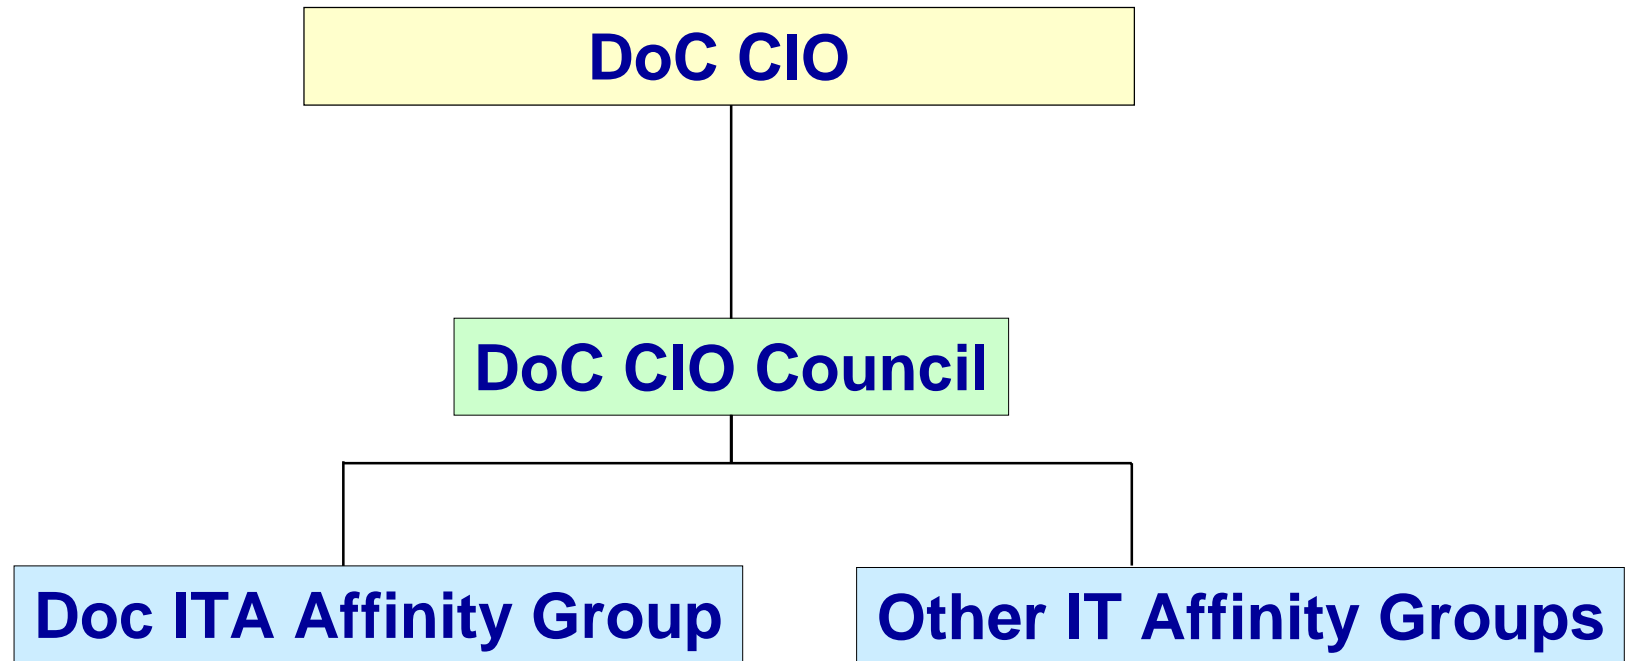 DoC CIO
DoC CIO Council
Doc ITA Affinity Group
Other IT Affinity Groups